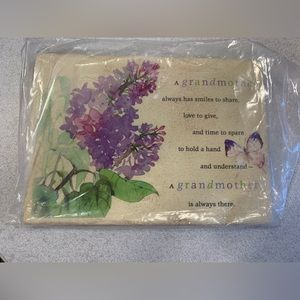 A grandmother
always has smiles to share,
love to give,
and time to spare
to hold a hand
and understand–
A grandmother
is always there.